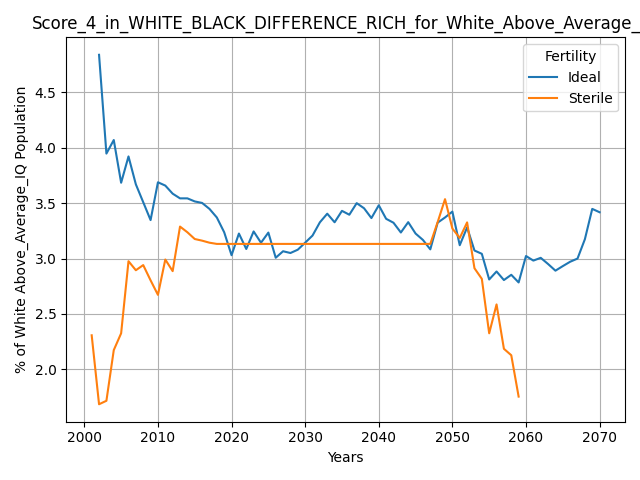 Score_4_in_WHITE_BLACK_DIFFERENCE_RICH_for_White_Above_Average_
Fertility
Ideal
Sterile
% of White Above_Average_IQ Population
4.5
4.0
3.5
3.0
2.5
2.0
2000 2010 2020 2030 2040 2050 2060 2070
Years